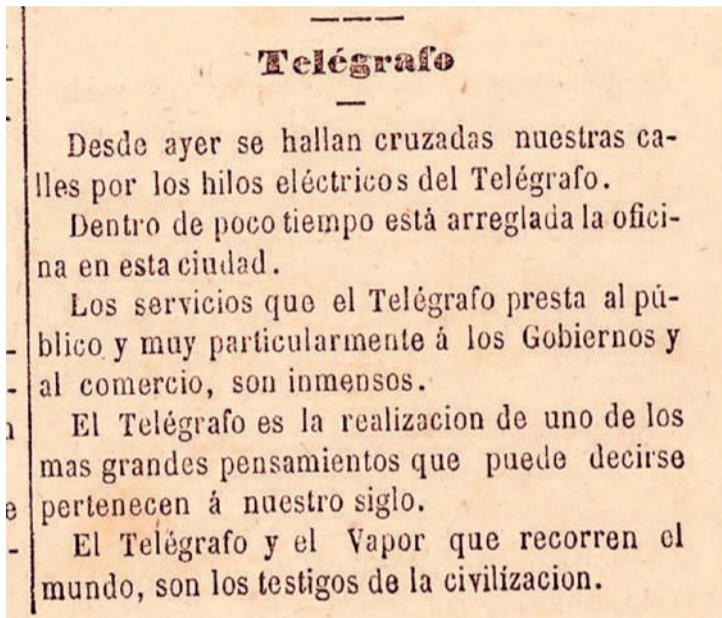 Telégrafo
Desde ayer se hallan cruzadas nuestras ca-
lles por los hilos eléctricos del Telégrafo.
Dentro de poco tiempo está arreglada la ofici-
na en esta ciudad.
Los servicios que el Telégrafo presta al pú-
blico y muy particularmente á los Gobiernos y
al comercio, son inmensos.
El Telégrafo es la realizacion de uno de los
mas grandes pensamientos que puede decirse
pertenecen á nuestro siglo.
El Telégrafo y el Vapor que recorren el
mundo, son los testigos de la civilizacion.